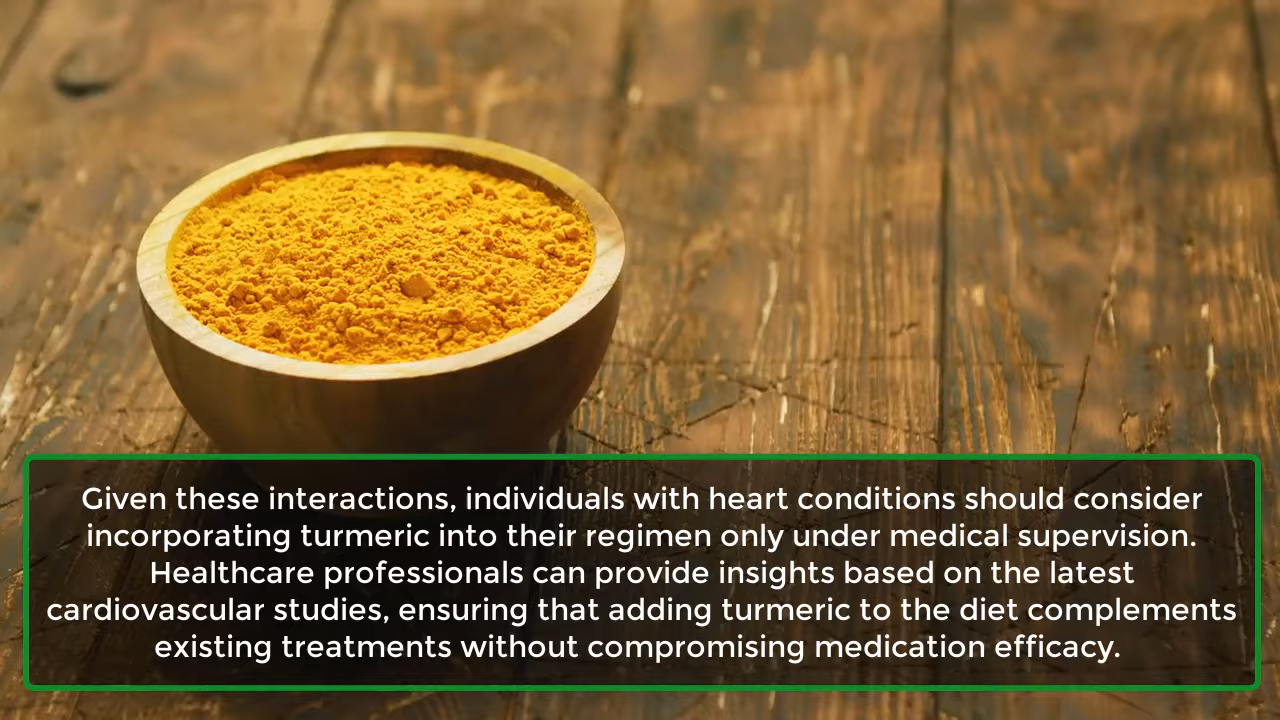 Given these interactions, individuals with heart conditions should consider
incorporating turmeric into their regimen only under medical supervision.
Healthcare professionals can provide insights based on the latest
cardiovascular studies, ensuring that adding turmeric to the diet complements
existing treatments without compromising medication efficacy.